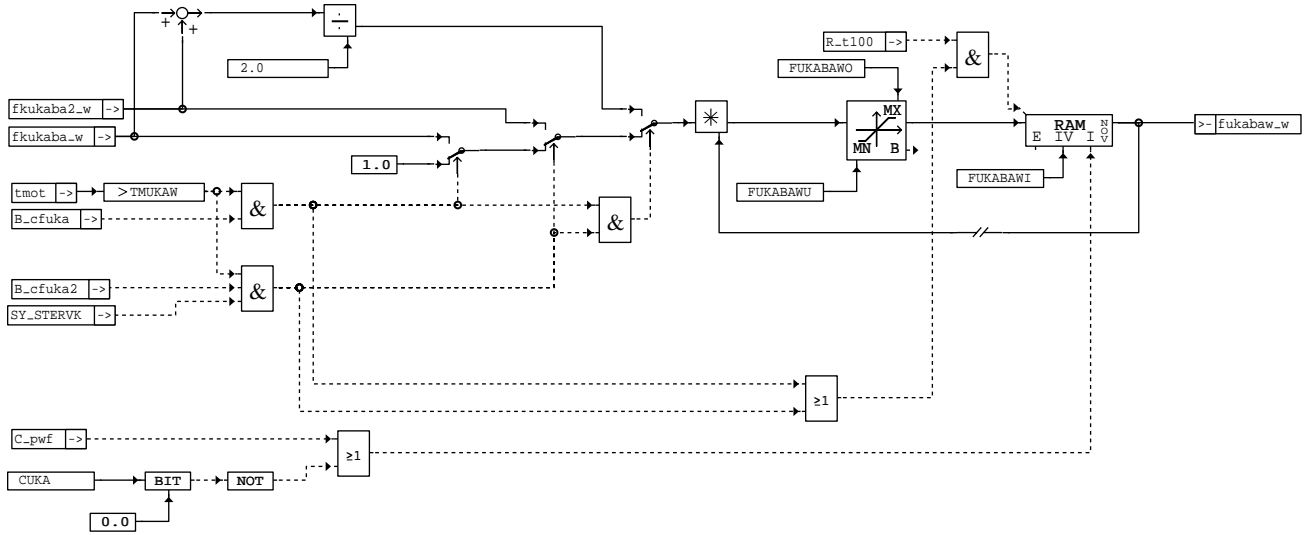 +
+
÷
2.0
R_t100 ->
&
FUKABAWO
fkukaba2_w ->
fkukaba_w ->
*
MX
MN
B
RAM
E IV I
NOV
>- fukabaw_w
1.0
FUKABAWU
FUKABAWI
tmot ->
>TMUKAW
&
B_cfuka ->
&
B_cfuka2 ->
&
SY_STERVK ->
≥1
C_pwf ->
≥1
CUKA
BIT
NOT
0.0